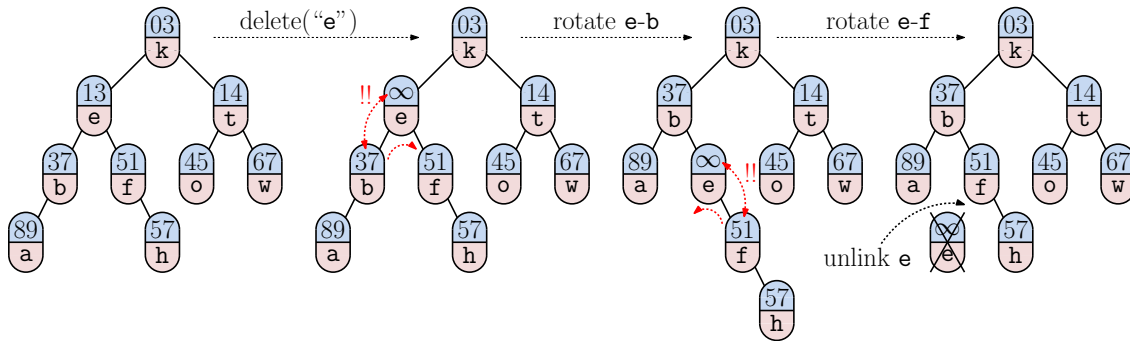 delete(“e”) rotate e-b rotate e-f
03 03 03 03
k k k k
13 14 ∞ 14 37 14 37 14
!!
e t e t b t b t
37 51 45 67 37 51 45 67 89 ∞ 45 67 89 51 45 67
!!
b f o w b f o w a e o w a f o w
89 57 89 57 51 ∞ 57
a h a h f unlink e e h
57
h